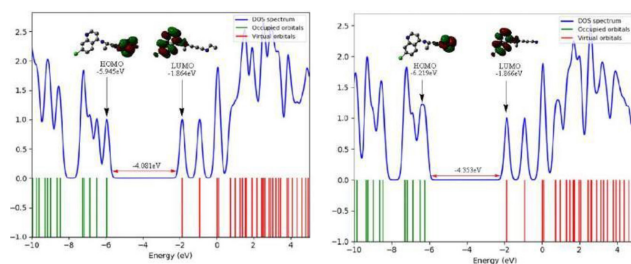 DOS spectrum
Occupied orbitals
Virtual orbitals
HOMO
-5.945eV
LUMO
-1.864eV
-4.081eV
2.0
1.5
1.0
0.5
0.0
-0.5
-1.0
-10 -8 -6 -4 -2 0 2 4
Energy (eV)
DOS spectrum
Occupied orbitals
Virtual orbitals
HOMO
-6.219eV
LUMO
-1.866eV
-4.353eV
2.0
1.5
1.0
0.5
0.0
-0.5
-1.0
-10 -8 -6 -4 -2 0 2 4
Energy (eV)